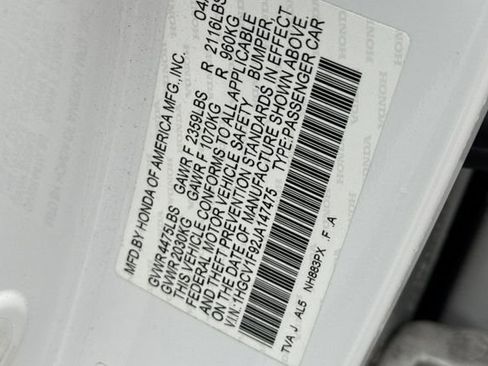 MFD.BY HONDA OF AMERICA MFG., INC. 04/
GVWR 4475LBS GAWR F 2359LBS R 2116LBS
GVWR 2030KG GAWR F 1070KG R 960KG
THIS VEHICLE CONFORMS TO ALL APPLICABLE
FEDERAL MOTOR VEHICLE SAFETY, BUMPER,
AND THEFT PREVENTION STANDARDS IN EFFECT
ON THE DATE OF MANUFACTURE SHOWN ABOVE.
V.I.N.: 1HGCV1F82JA147475 TYPE:PASSENGER CAR
TVA J AL5 NH883PX .F .A